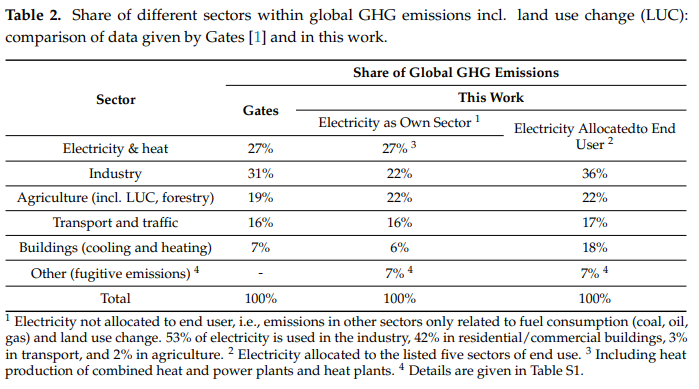 Table 2. Share of different sectors within global GHG emissions incl. land use change (LUC):
comparison of data given by Gates [1] and in this work.
Share of Global GHG Emissions
Sector Gates This Work
Electricity as Own Sector 1 Electricity Allocatedto End
User 2
Electricity & heat 27% 27% 3
Industry 31% 22% 36%
Agriculture (incl. LUC, forestry) 19% 22% 22%
Transport and traffic 16% 16% 17%
Buildings (cooling and heating) 7% 6% 18%
Other (fugitive emissions) 4 - 7% 4 7% 4
Total 100% 100% 100%
1 Electricity not allocated to end user, i.e., emissions in other sectors only related to fuel consumption (coal, oil,
gas) and land use change. 53% of electricity is used in the industry, 42% in residential/commercial buildings, 3%
in transport, and 2% in agriculture. 2 Electricity allocated to the listed five sectors of end use. 3 Including heat
production of combined heat and power plants and heat plants. 4 Details are given in Table S1.